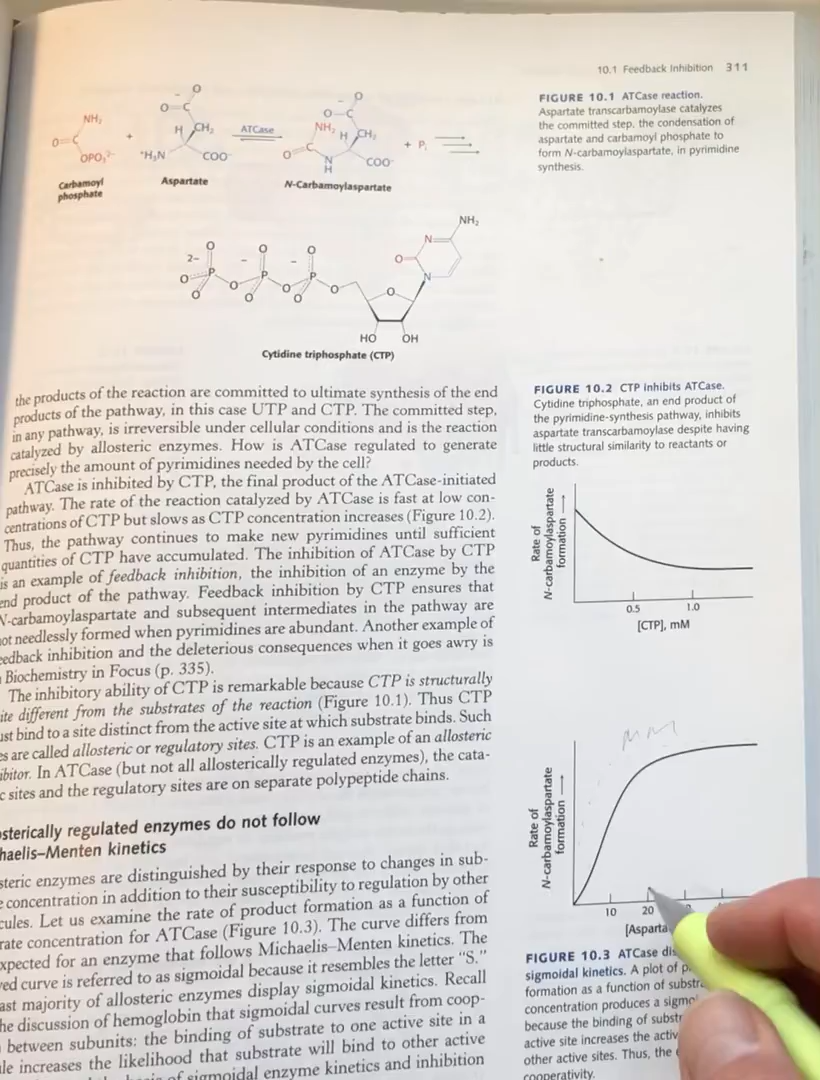 10.1 Feedback Inhibition 311
NH₂
O
OPO₃²⁻
Carbamoyl
phosphate
+
O
⁻
O
C
H
CH₂
⁺H₃N
COO⁻
Aspartate
ATCase
O
⁻
O
C
NH₂
H
CH₂
O
C
N
H
COO⁻
N-Carbamoylaspartate
+ Pᵢ
FIGURE 10.1 ATCase reaction.
Aspartate transcarbamoylase catalyzes
the committed step, the condensation of
aspartate and carbamoyl phosphate to
form N-carbamoylaspartate, in pyrimidine
synthesis.
NH₂
N
O
N
2–
O
–
O
–
O
O
P
O
P
O
P
O
O
O
O
O
HO
OH
Cytidine triphosphate (CTP)
the products of the reaction are committed to ultimate synthesis of the end
products of the pathway, in this case UTP and CTP. The committed step,
in any pathway, is irreversible under cellular conditions and is the reaction
catalyzed by allosteric enzymes. How is ATCase regulated to generate
precisely the amount of pyrimidines needed by the cell?
ATCase is inhibited by CTP, the final product of the ATCase-initiated
pathway. The rate of the reaction catalyzed by ATCase is fast at low con-
centrations of CTP but slows as CTP concentration increases (Figure 10.2).
Thus, the pathway continues to make new pyrimidines until sufficient
quantities of CTP have accumulated. The inhibition of ATCase by CTP
is an example of feedback inhibition, the inhibition of an enzyme by the
end product of the pathway. Feedback inhibition by CTP ensures that
N-carbamoylaspartate and subsequent intermediates in the pathway are
not needlessly formed when pyrimidines are abundant. Another example of
feedback inhibition and the deleterious consequences when it goes awry is
Biochemistry in Focus (p. 335).
The inhibitory ability of CTP is remarkable because CTP is structurally
ite different from the substrates of the reaction (Figure 10.1). Thus CTP
ust bind to a site distinct from the active site at which substrate binds. Such
es are called allosteric or regulatory sites. CTP is an example of an allosteric
ibitor. In ATCase (but not all allosterically regulated enzymes), the cata-
c sites and the regulatory sites are on separate polypeptide chains.
osterically regulated enzymes do not follow
haelis–Menten kinetics
steric enzymes are distinguished by their response to changes in sub-
e concentration in addition to their susceptibility to regulation by other
cules. Let us examine the rate of product formation as a function of
rate concentration for ATCase (Figure 10.3). The curve differs from
xpected for an enzyme that follows Michaelis–Menten kinetics. The
ved curve is referred to as sigmoidal because it resembles the letter "S."
ast majority of allosteric enzymes display sigmoidal kinetics. Recall
he discussion of hemoglobin that sigmoidal curves result from coop-
between subunits: the binding of substrate to one active site in a
le increases the likelihood that substrate will bind to other active
of sigmoidal enzyme kinetics and inhibition
FIGURE 10.2 CTP inhibits ATCase.
Cytidine triphosphate, an end product of
the pyrimidine-synthesis pathway, inhibits
aspartate transcarbamoylase despite having
little structural similarity to reactants or
products.
Rate of
N-carbamoylaspartate
formation
0.5 1.0
[CTP], mM
MM
Rate of
N-carbamoylaspartate
formation
10 20
[Asparta
FIGURE 10.3 ATCase dis
sigmoidal kinetics. A plot of p
formation as a function of substr
concentration produces a sigmo
because the binding of substr
active site increases the activ
other active sites. Thus, the
cooperativity.